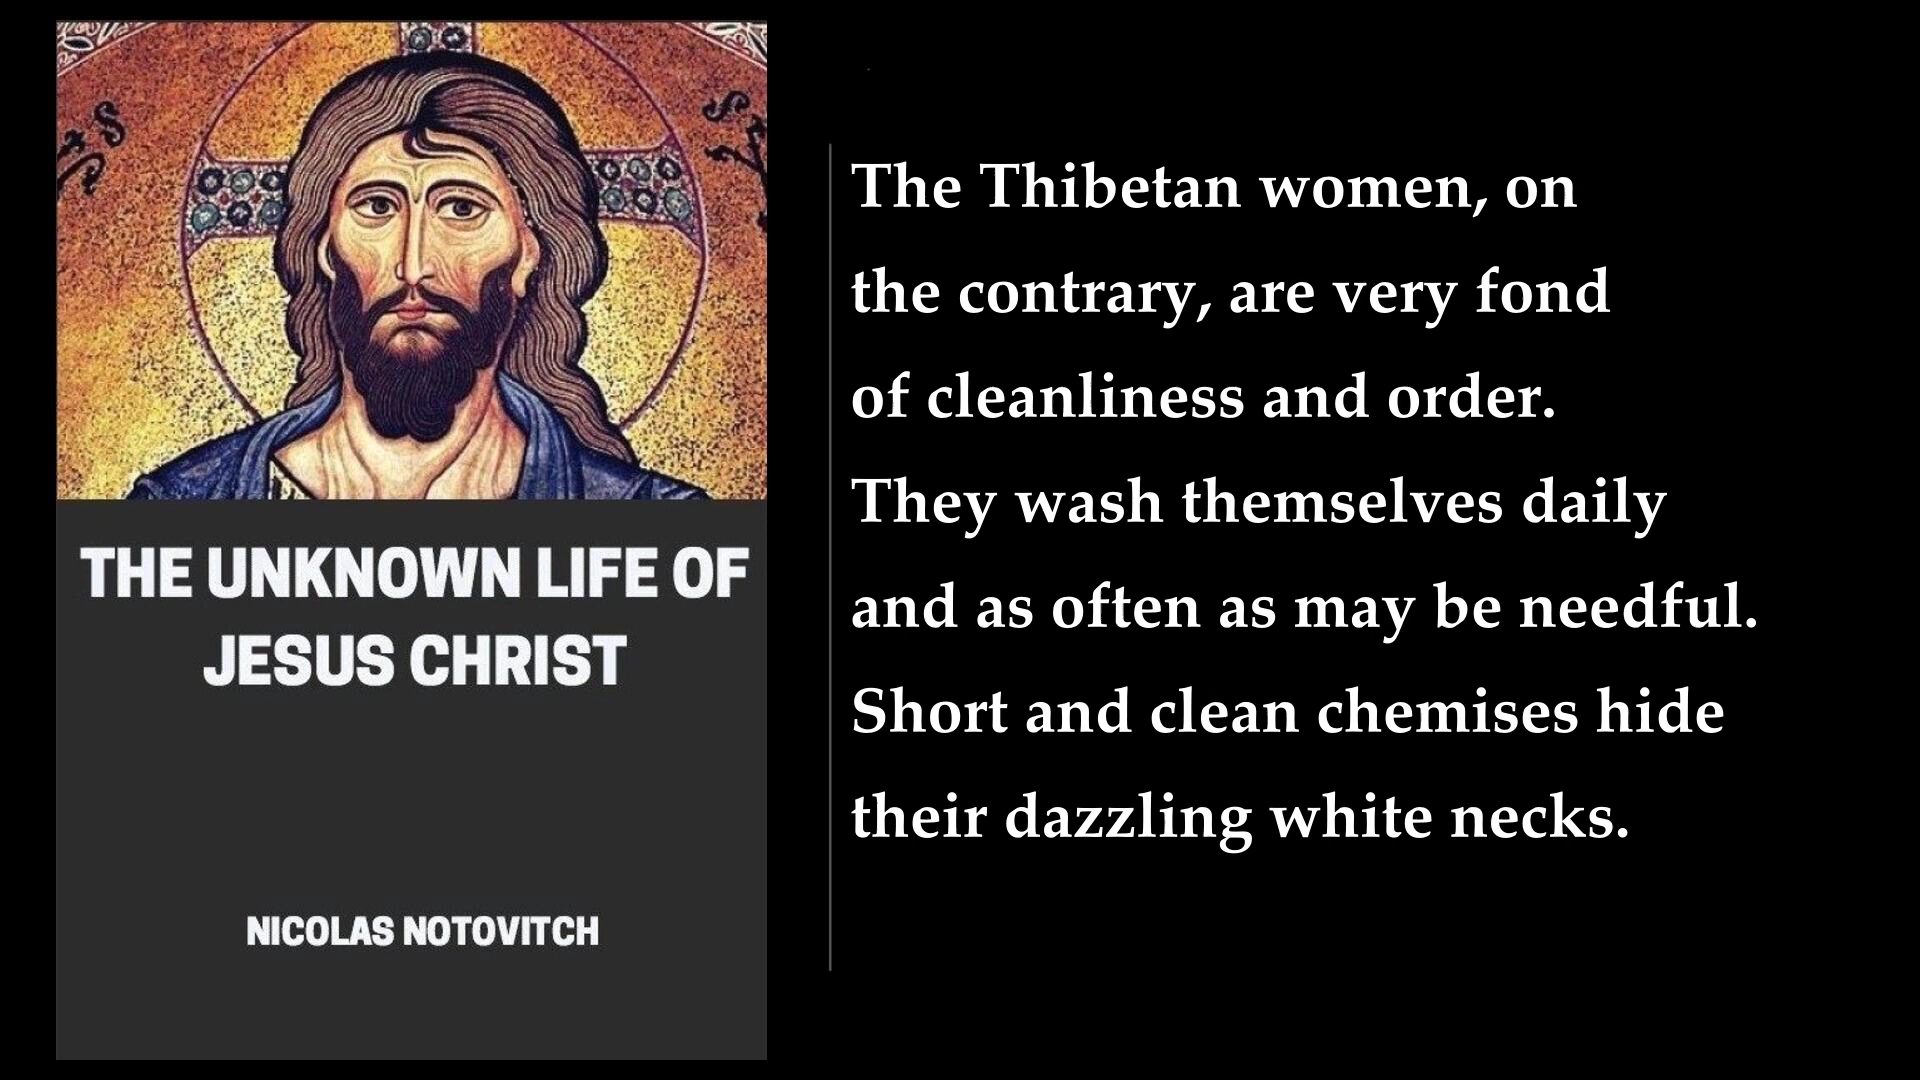 THE UNKNOWN LIFE OF
JESUS CHRIST
NICOLAS NOTOVITCH
The Thibetan women, on
the contrary, are very fond
of cleanliness and order.
They wash themselves daily
and as often as may be needful.
Short and clean chemises hide
their dazzling white necks.